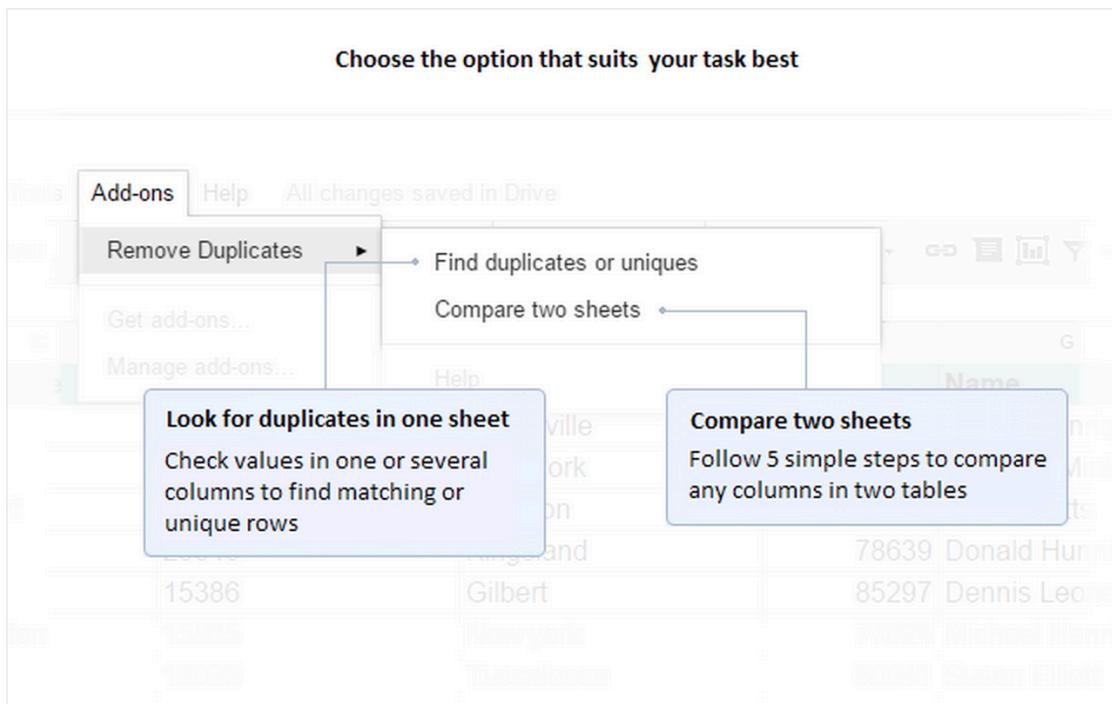 Choose the option that suits  your task best
Add-ons Help All changes saved in Drive
Remove Duplicates
Find duplicates or uniques
Compare two sheets
Get add-ons...
Manage add-ons...
Help
G
Name
Look for duplicates in one sheet
Check values in one or several
columns to find matching or
unique rows
Compare two sheets
Follow 5 simple steps to compare
any columns in two tables
78639 Donald
15386 Gilbert 85297 Dennis